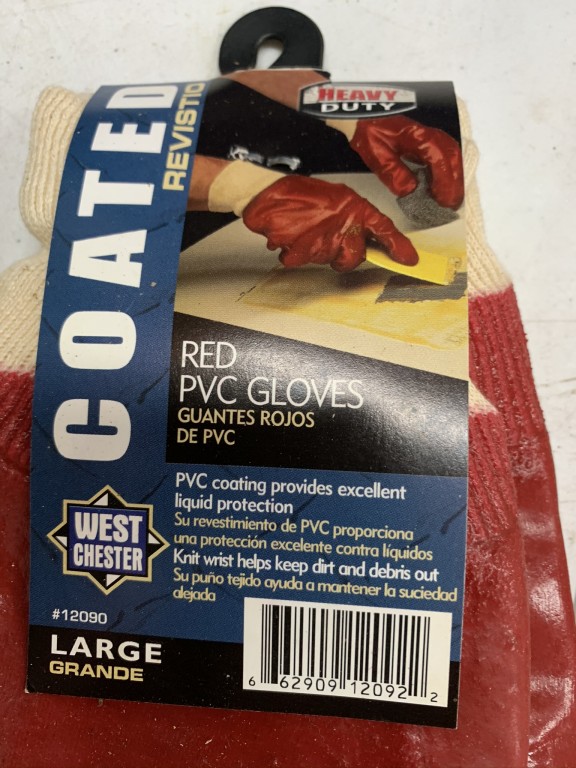 COATED
REVISTIO
HEAVY
DUTY
RED
PVC GLOVES
GUANTES ROJOS
DE PVC
PVC coating provides excellent
liquid protection
Su revestimiento de PVC proporciona
una protección excelente contra líquidos
Knit wrist helps keep dirt and debris out
Su puño tejido ayuda a mantener la suciedad
alejada
WEST
CHESTER
#12090
LARGE
GRANDE
6 62909 12092 2